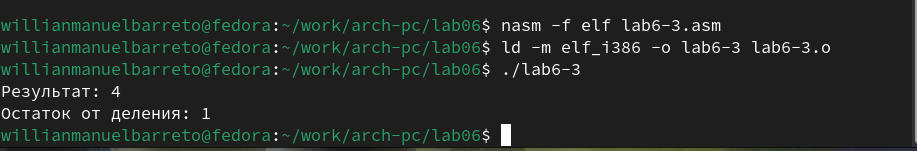 willianmanuelbarreto@fedora:~/work/arch-pc/lab06$ nasm -f elf lab6-3.asm
willianmanuelbarreto@fedora:~/work/arch-pc/lab06$ ld -m elf_i386 -o lab6-3 lab6-3.o
willianmanuelbarreto@fedora:~/work/arch-pc/lab06$ ./lab6-3
Результат: 4
Остаток от деления: 1
willianmanuelbarreto@fedora:~/work/arch-pc/lab06$